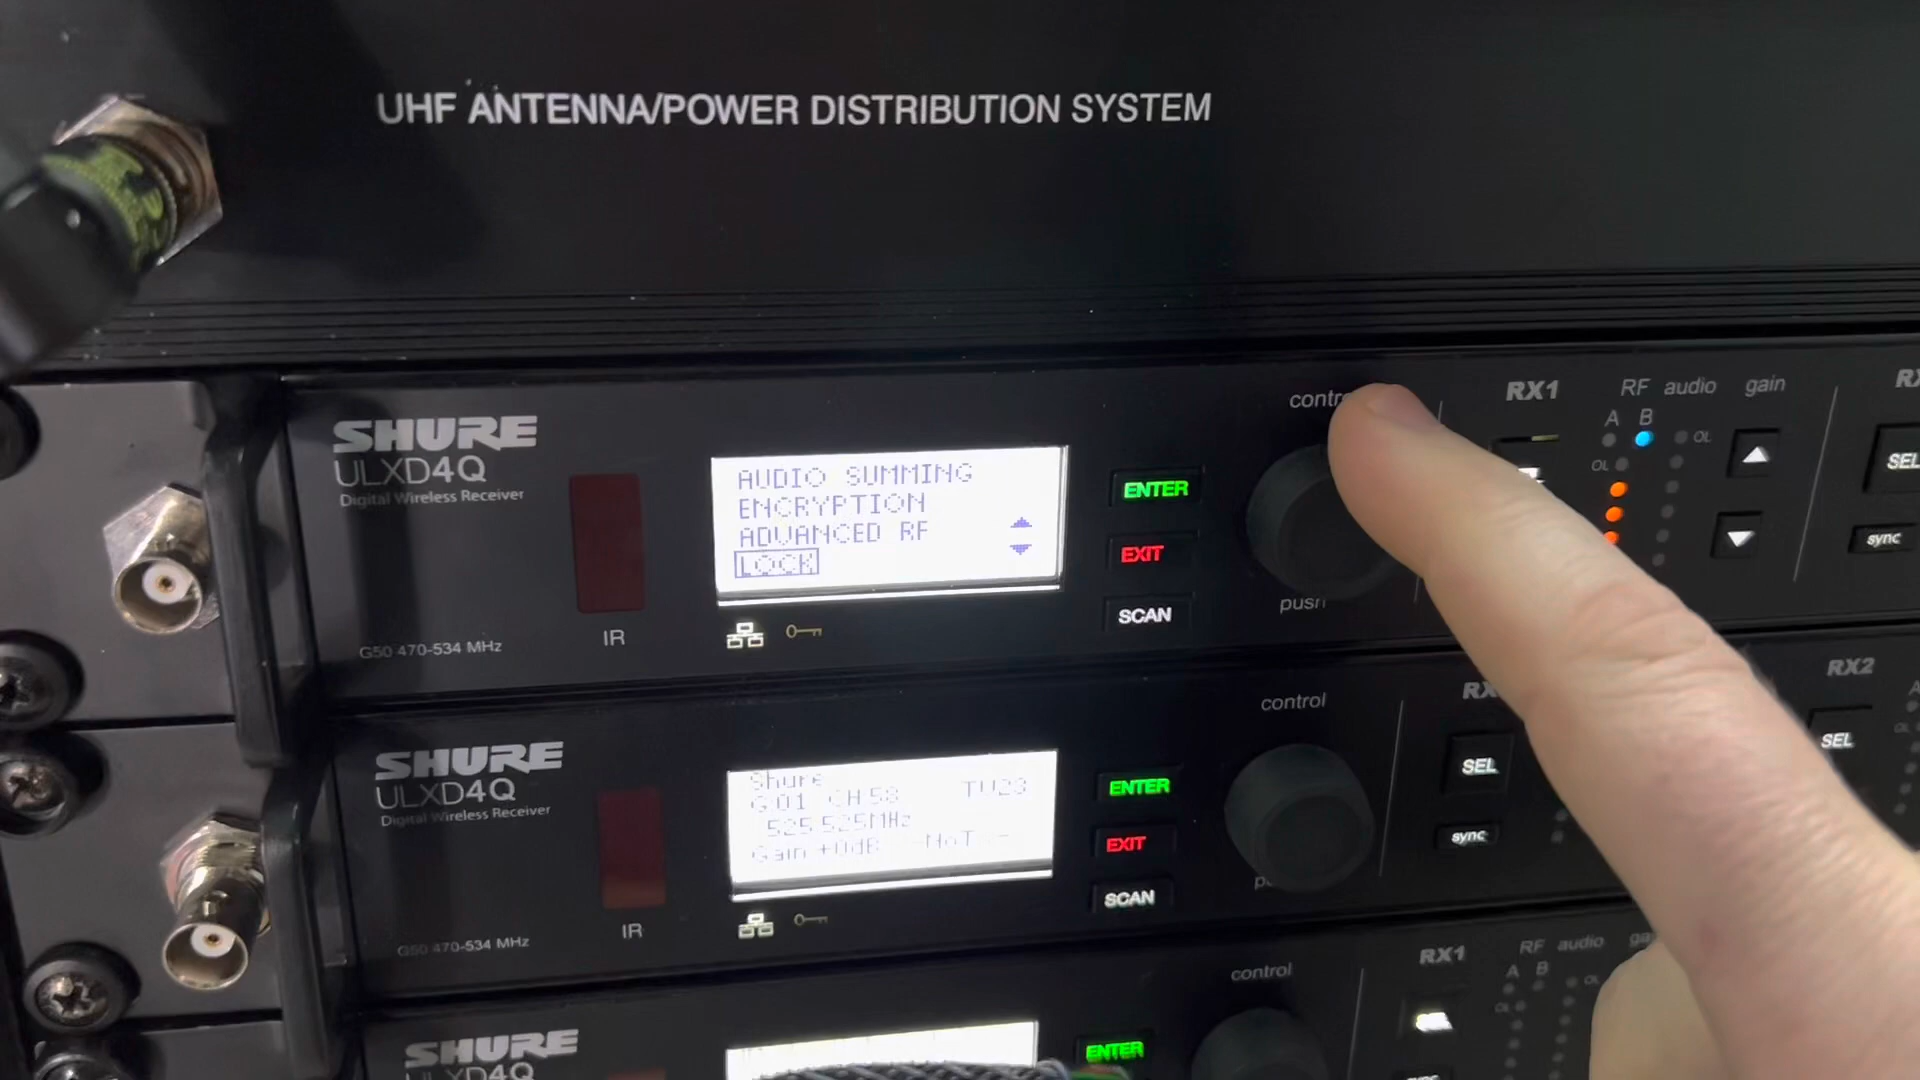 UHF ANTENNA/POWER DISTRIBUTION SYSTEM
SHURE
ULXD4Q
Digital Wireless Receiver
G50 470-534 MHz
IR
AUDIO SUMMING
ENCRYPTION
ADVANCED RF
LOCK
ENTER
EXIT
SCAN
contro
push
RX1
RF audio gain
A B
OL
OL
SEL
sync
SHURE
ULXD4Q
Digital Wireless Receiver
G50 470-534 MHz
IR
Shure
G:01 CH:58 TV23
525.525MHz
Gain +0dB
ENTER
EXIT
SCAN
control
SEL
sync
RX2
SEL
SHURE
ULXD4Q
ENTER
control
RX1
RF audio
A B